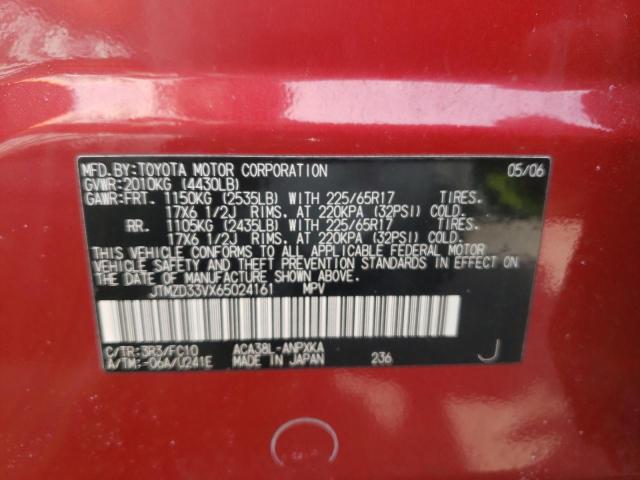 MFD.BY:TOYOTA MOTOR CORPORATION 05/06
GVWR:2010KG (4430LB)
GAWR:FRT. 1150KG (2535LB) WITH 225/65R17 TIRES.
17X6 1/2J RIMS. AT 220KPA (32PSI) COLD.
RR. 1105KG (2435LB) WITH 225/65R17 TIRES.
17X6 1/2J RIMS. AT 220KPA (32PSI) COLD.
THIS VEHICLE CONFORMS TO ALL APPLICABLE FEDERAL MOTOR
VEHICLE SAFETY AND THEFT PREVENTION STANDARDS IN EFFECT ON
THE DATE OF MANUFACTURE SHOWN ABOVE.
JTMZD33VX65024161 MPV
C/TR:3R3/FC10 ACA38L-ANPXKA
A/TM:-06A/U241E MADE IN JAPAN 236 J